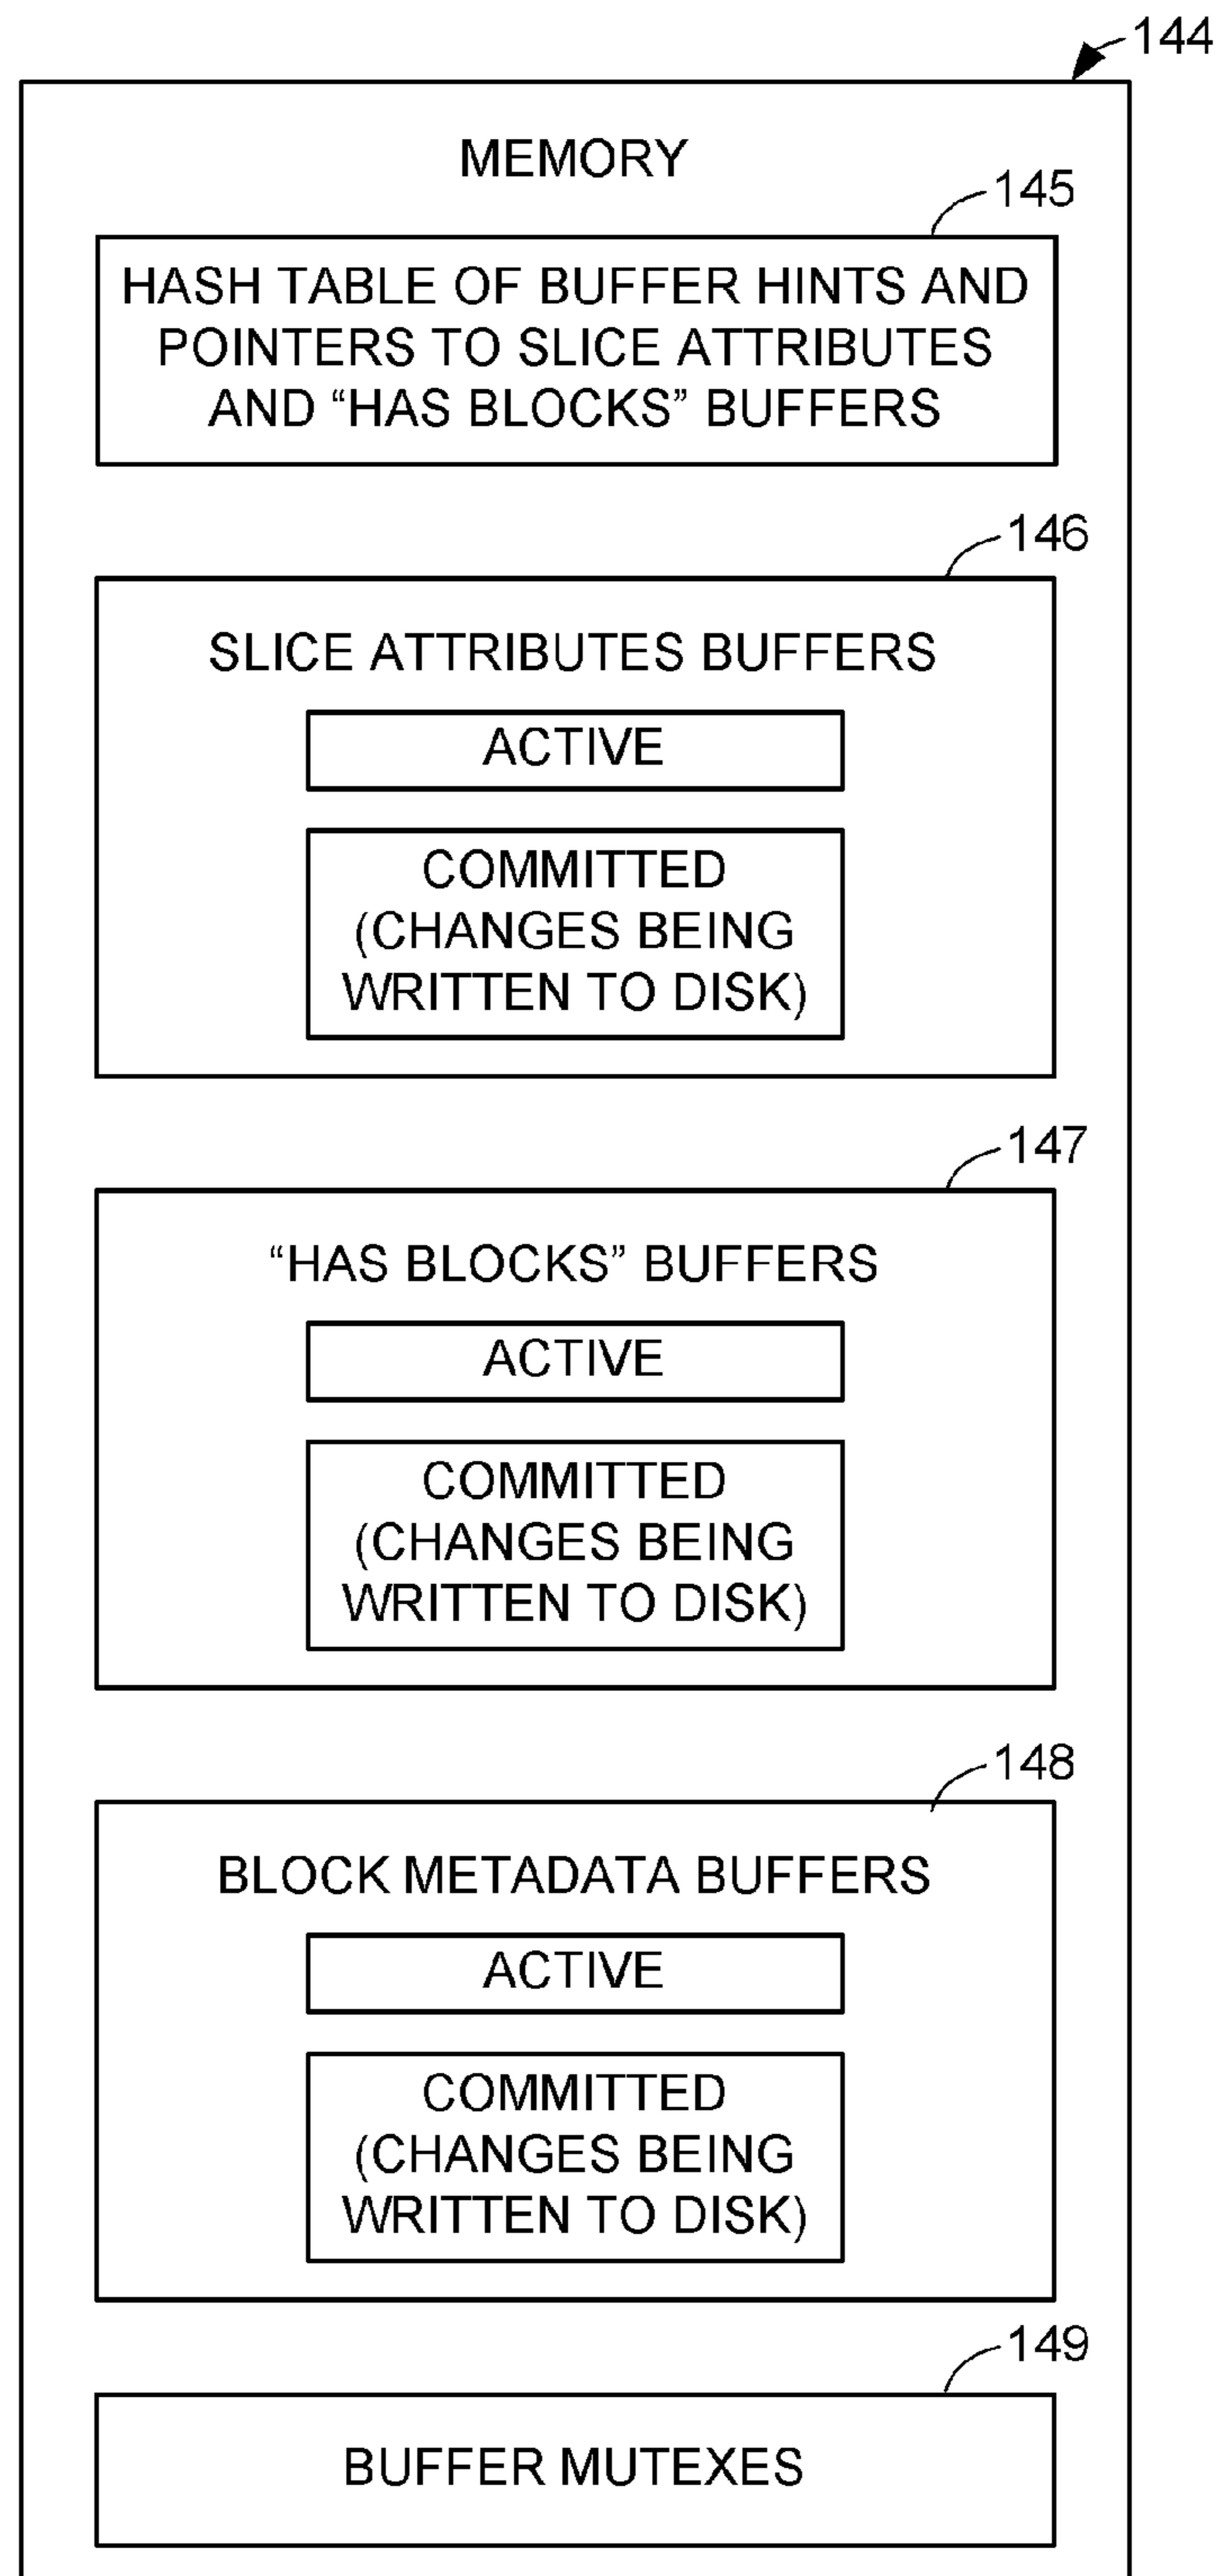 144
MEMORY
145
HASH TABLE OF BUFFER HINTS AND
POINTERS TO SLICE ATTRIBUTES
AND “HAS BLOCKS” BUFFERS
146
SLICE ATTRIBUTES BUFFERS
ACTIVE
COMMITTED
(CHANGES BEING
WRITTEN TO DISK)
147
“HAS BLOCKS” BUFFERS
ACTIVE
COMMITTED
(CHANGES BEING
WRITTEN TO DISK)
148
BLOCK METADATA BUFFERS
ACTIVE
COMMITTED
(CHANGES BEING
WRITTEN TO DISK)
149
BUFFER MUTEXES